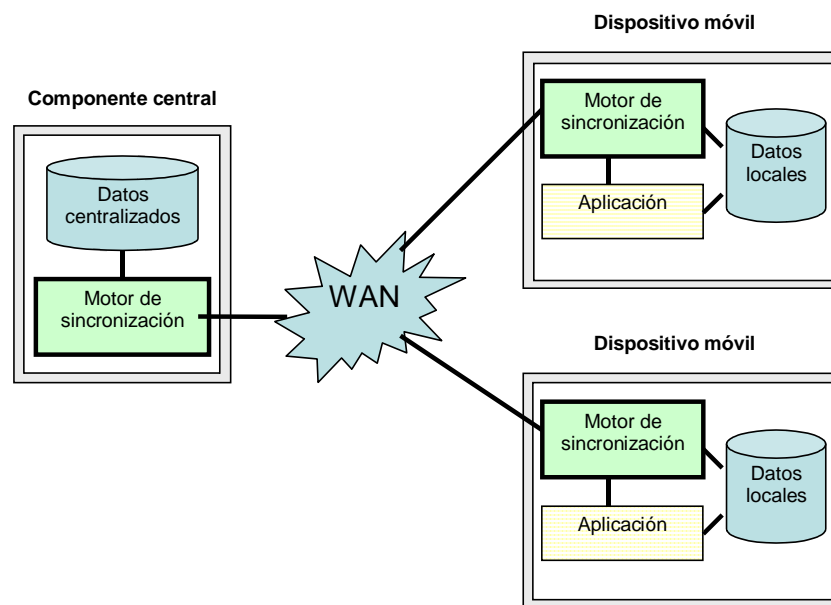 Componente central
Datos
centralizados
Motor de
sincronización
WAN
Dispositivo móvil
Motor de
sincronización
Aplicación
Datos
locales
Dispositivo móvil
Motor de
sincronización
Aplicación
Datos
locales